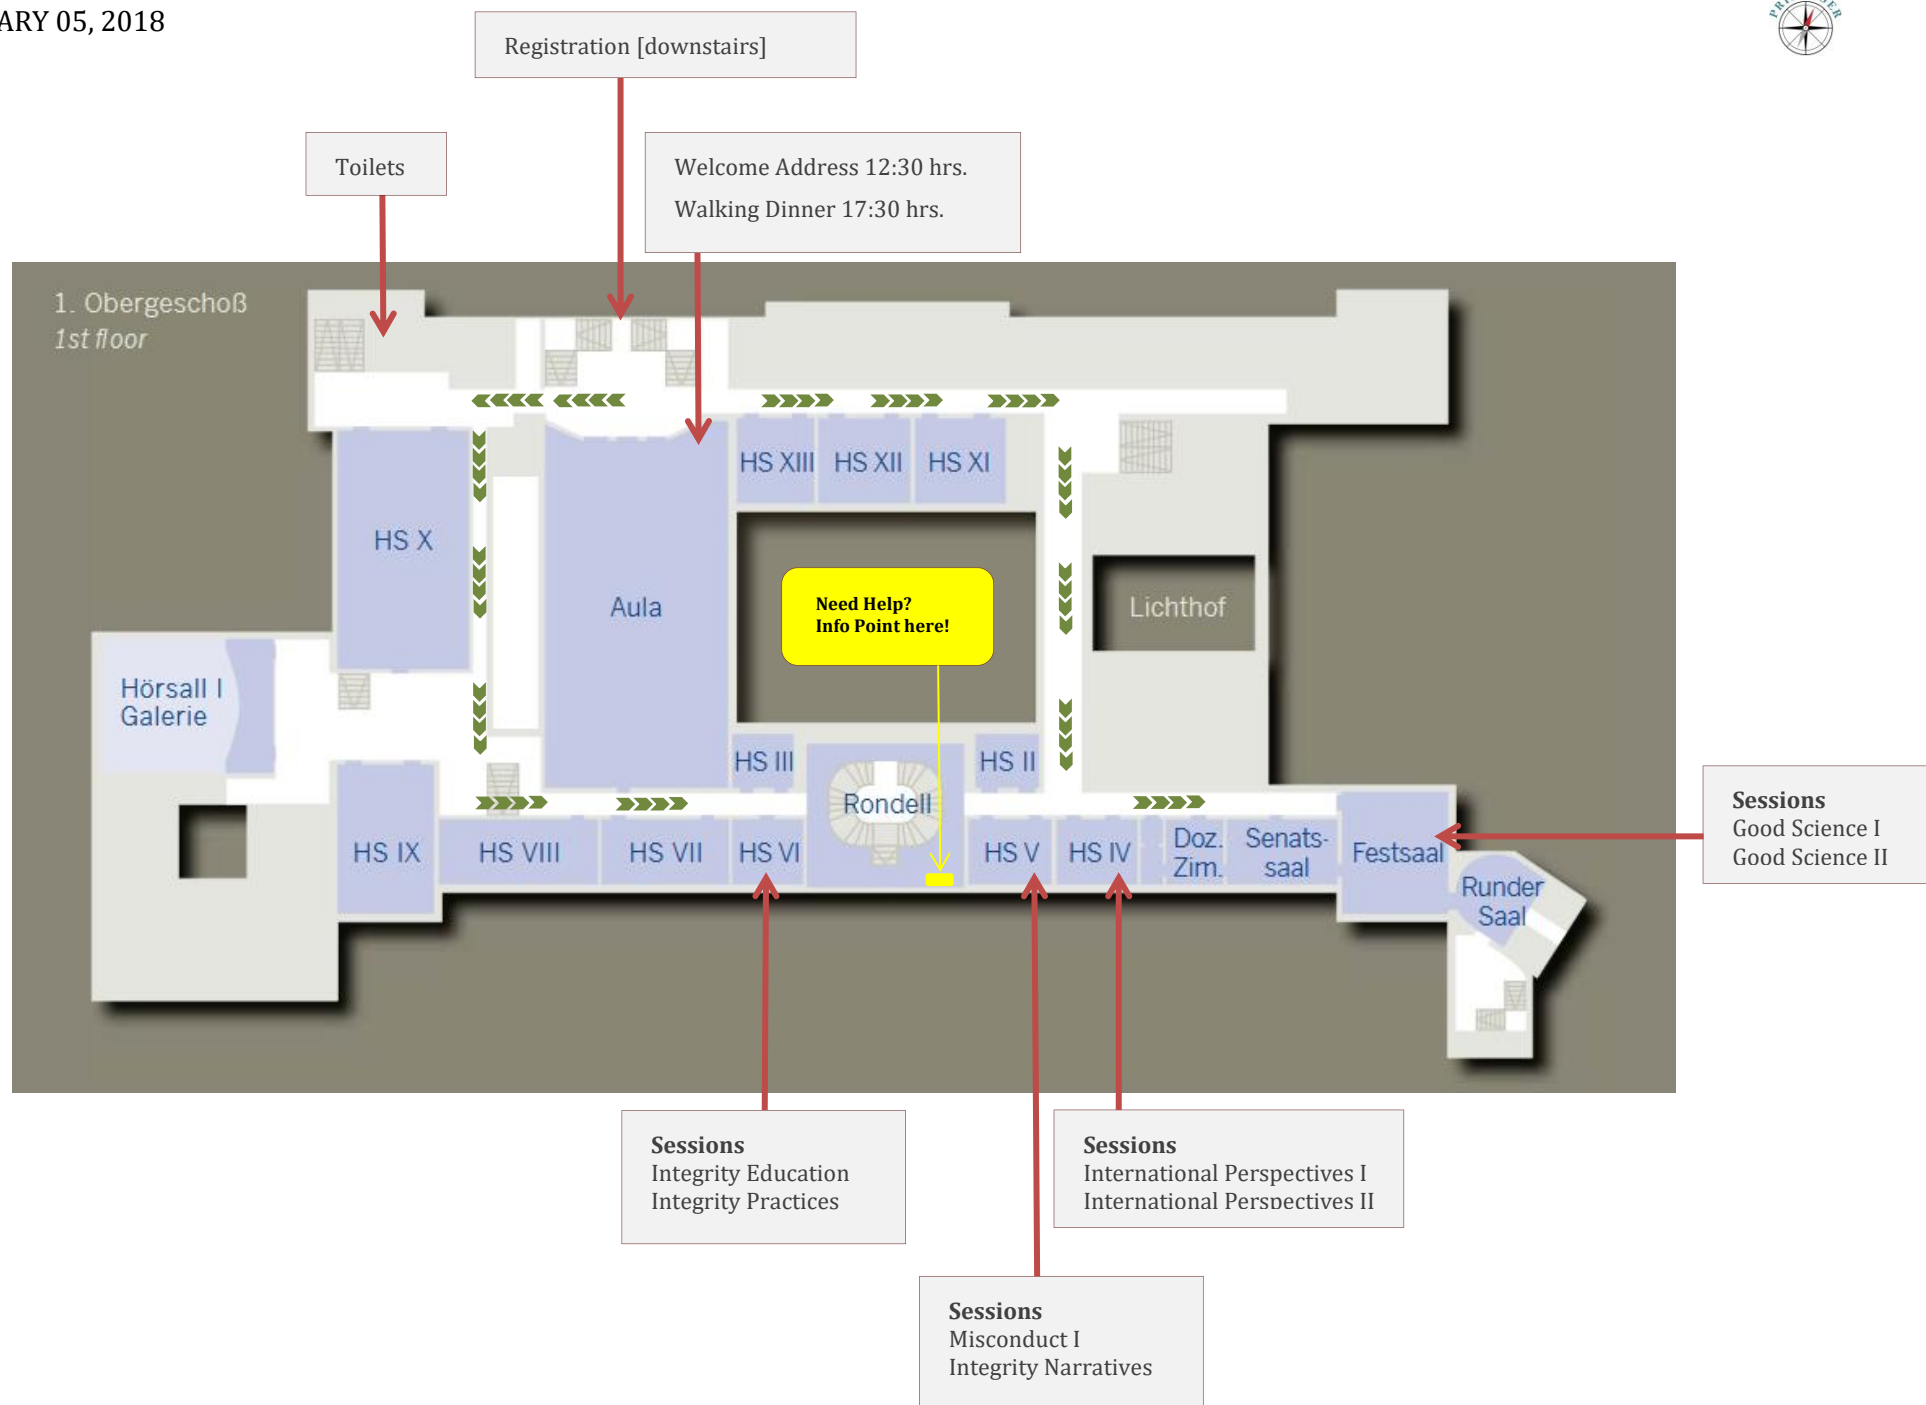 ARY 05, 2018
Registration [downstairs]
Toilets
Welcome Address 12:30 hrs.
Walking Dinner 17:30 hrs.
1. Obergeschoß
1st floor
HS XIII
HS XII
HS XI
HS X
Aula
Need Help?
Info Point here!
Lichthof
Hörsall I
Galerie
HS III
HS II
Rondell
HS IX
HS VIII
HS VII
HS VI
HS V
HS IV
Doz.
Zim.
Senats-
saal
Festsaal
Runder
Saal
Sessions
Good Science I
Good Science II
Sessions
Integrity Education
Integrity Practices
Sessions
International Perspectives I
International Perspectives II
Sessions
Misconduct I
Integrity Narratives